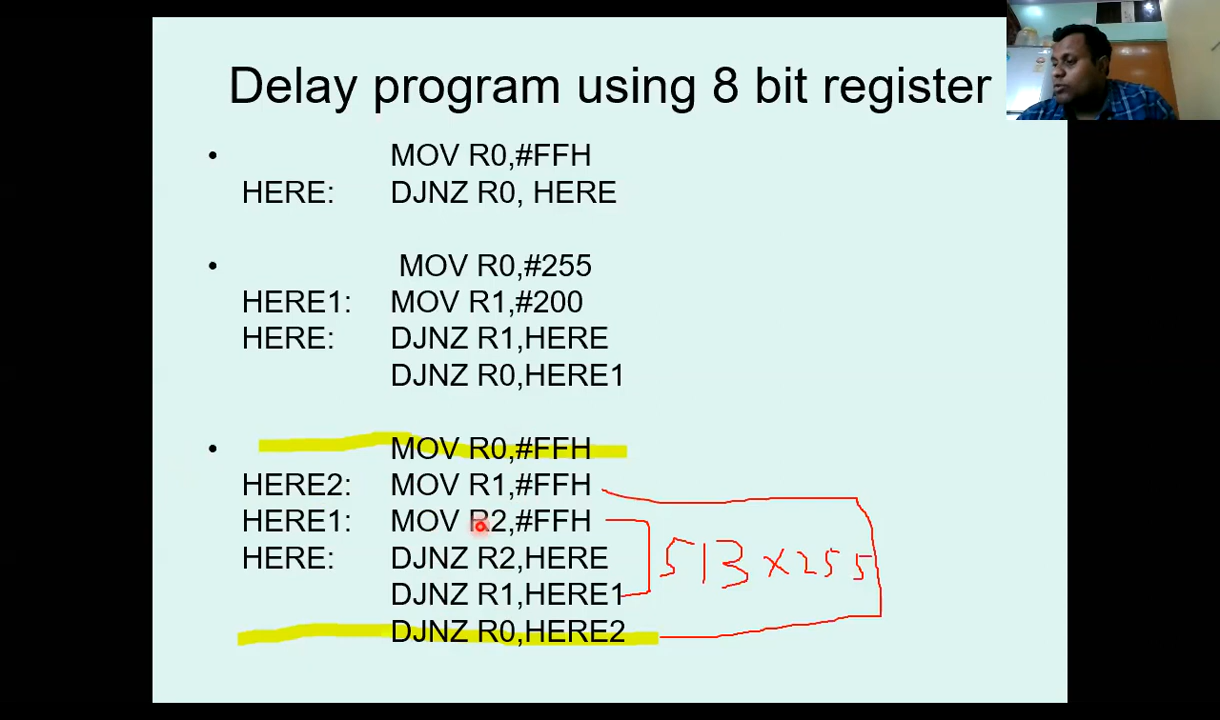 Delay program using 8 bit register
• MOV R0,#FFH
HERE: DJNZ R0, HERE
• MOV R0,#255
HERE1: MOV R1,#200
HERE: DJNZ R1,HERE
DJNZ R0,HERE1
• MOV R0,#FFH
HERE2: MOV R1,#FFH
HERE1: MOV R2,#FFH
HERE: DJNZ R2,HERE
513 x 255
DJNZ R1,HERE1
DJNZ R0,HERE2